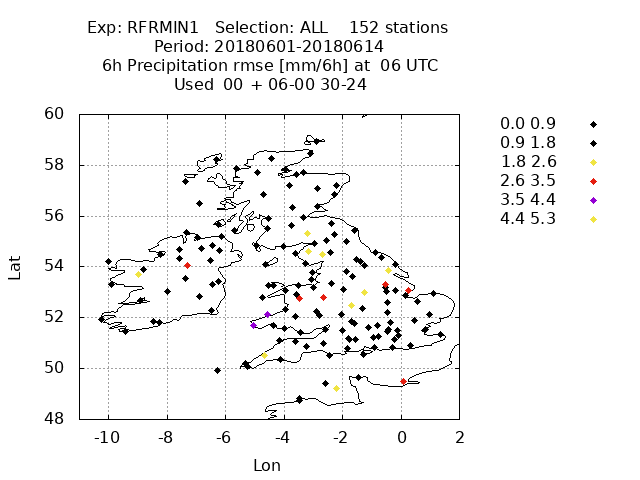 Exp: RFRMIN1   Selection: ALL    152 stations
Period: 20180601-20180614
6h Precipitation rmse [mm/6h] at  06 UTC
Used  00  + 06-00 30-24
60
58
56
54
52
50
48
Lat
-10 -8 -6 -4 -2 0 2
Lon
0.0 0.9
0.9 1.8
1.8 2.6
2.6 3.5
3.5 4.4
4.4 5.3